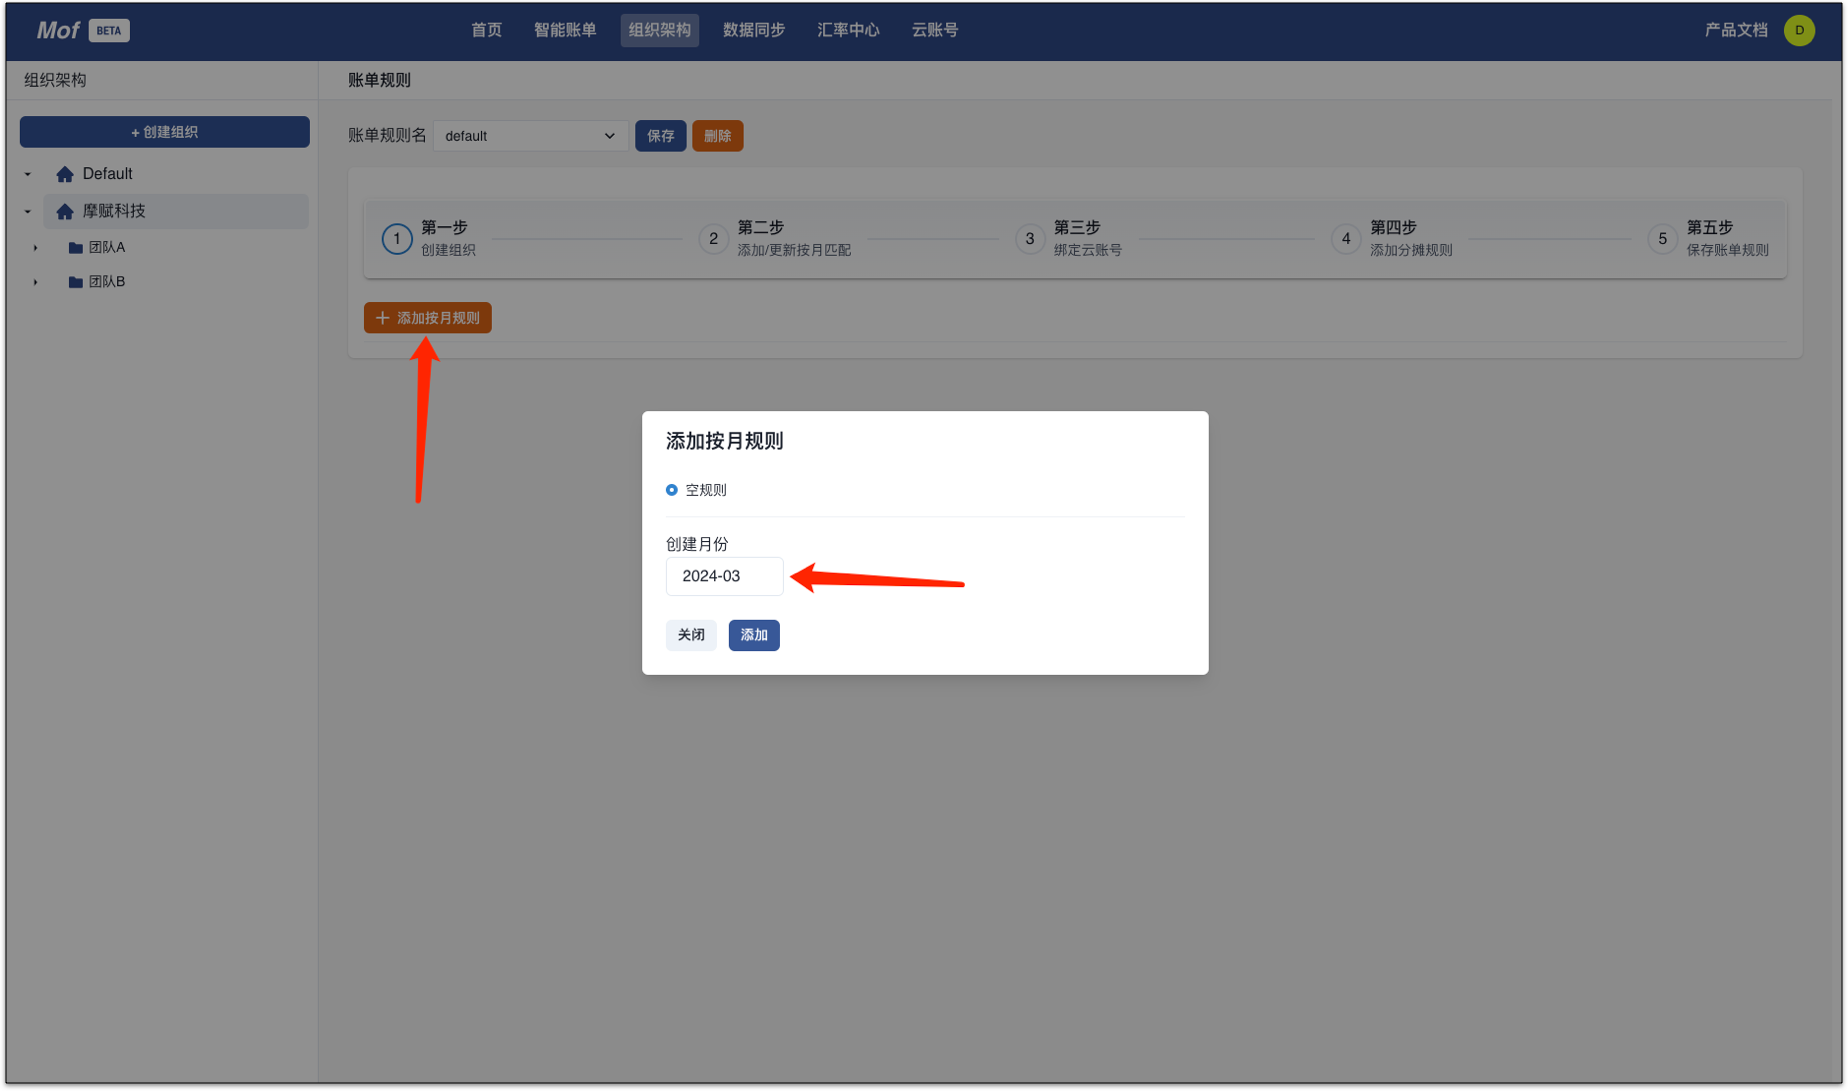 Mof BETA
首页 智能账单 组织架构 数据同步 汇率中心 云账号
产品文档 D
组织架构
+ 创建组织
Default
摩赋科技
团队A
团队B
账单规则
账单规则名 default 保存 删除
1 第一步
创建组织
2 第二步
添加/更新按月匹配
3 第三步
绑定云账号
4 第四步
添加分摊规则
5 第五步
保存账单规则
+ 添加按月规则
添加按月规则
空规则
创建月份
2024-03
关闭 添加